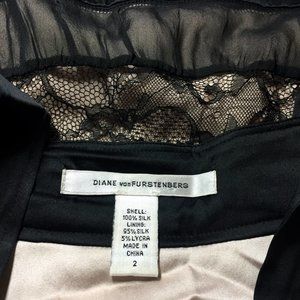 DIANE VON FURSTENBERG
SHELL:
100% SILK
LINING:
95% SILK
5% LYCRA
MADE IN
CHINA
2